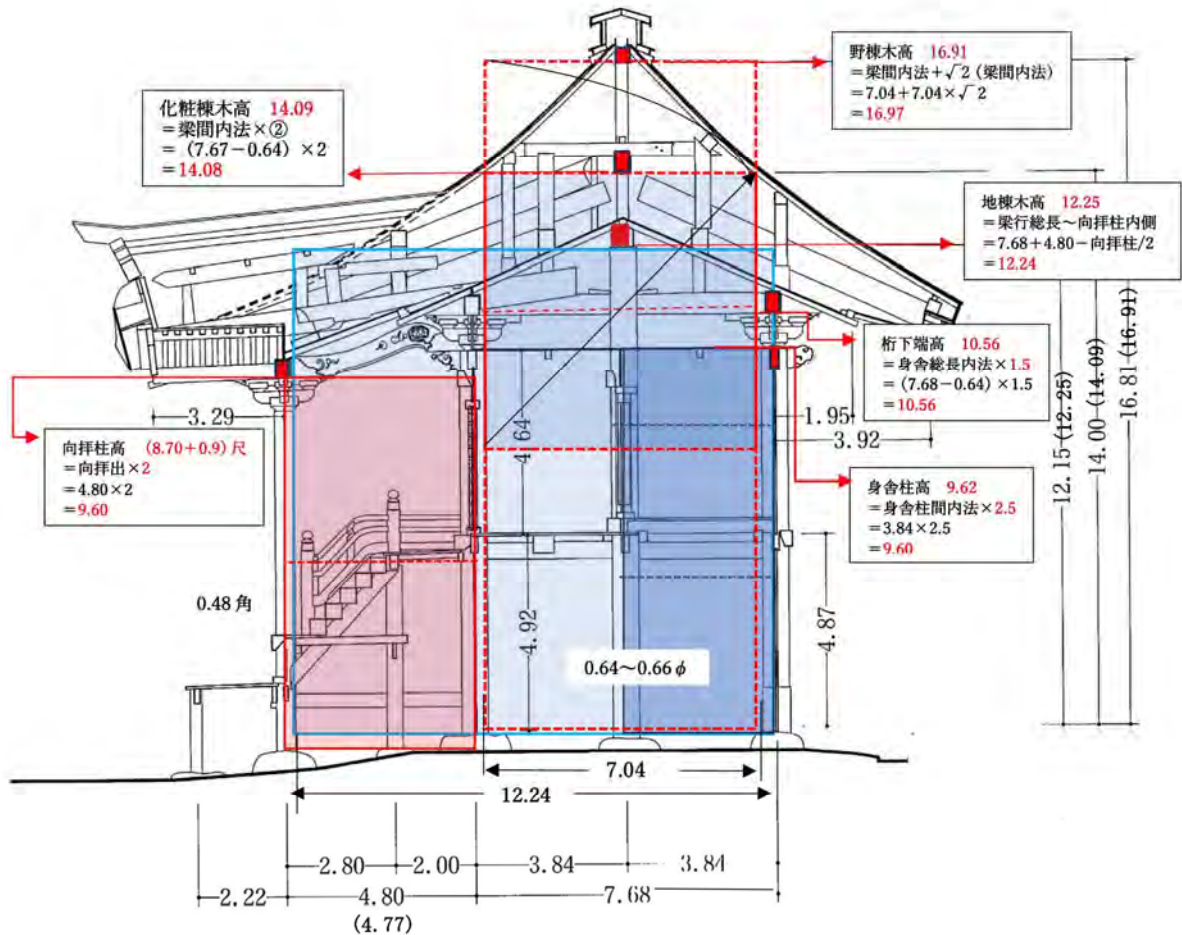 野棟木高 16.91
=梁間内法+√2 (梁間内法)
=7.04+7.04×√2
=16.97
化粧棟木高 14.09
=梁間内法×②
= (7.67-0.64) ×2
=14.08
地棟木高 12.25
=梁行総長～向拝柱内側
=7.68+4.80-向拝柱/2
=12.24
桁下端高 10.56
=身舎総長内法×1.5
= (7.68-0.64) ×1.5
=10.56
向拝柱高 (8.70+0.9) 尺
=向拝出×2
=4.80×2
=9.60
身舎柱高 9.62
=身舎柱間内法×2.5
=3.84×2.5
=9.60
3.29
4.64
1.95
3.92
12.15 (12.25)
14.00 (14.09)
16.81 (16.91)
0.48 角
4.92
4.87
0.64～0.66φ
7.04
12.24
2.80
2.00
3.84
3.84
2.22
4.80
7.68
(4.77)